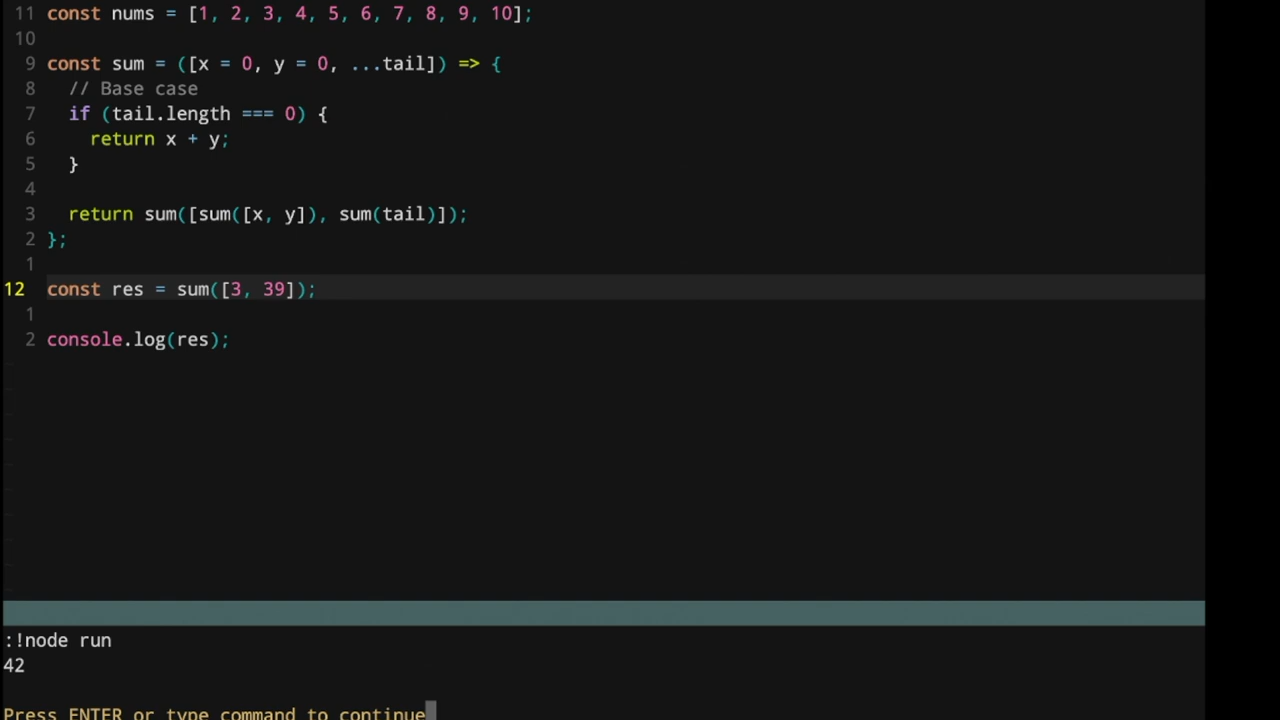 11 const nums = [1, 2, 3, 4, 5, 6, 7, 8, 9, 10];
10
9 const sum = ([x = 0, y = 0, ...tail]) => {
8   // Base case
7   if (tail.length === 0) {
6     return x + y;
5   }
4
3   return sum([sum([x, y]), sum(tail)]);
2 };
1
12 const res = sum([3, 39]);
1
2 console.log(res);
:!node run
42
Press ENTER or type command to continue